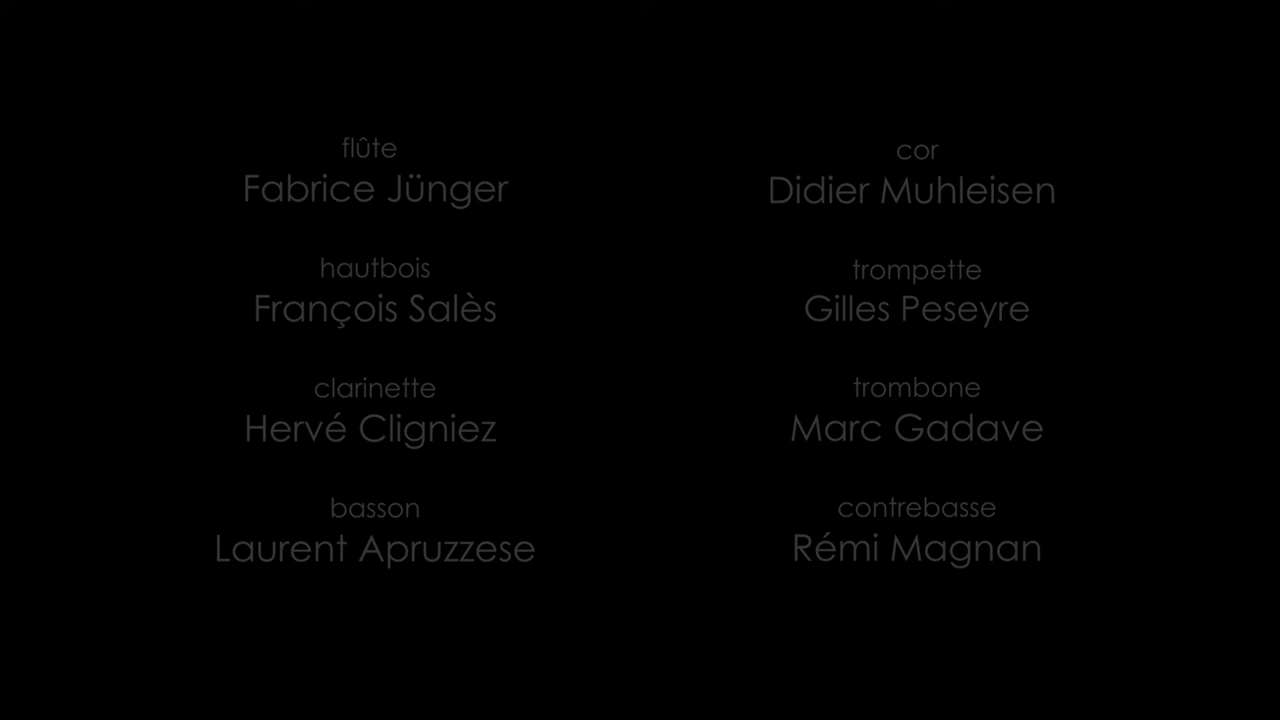 flûte
Fabrice Jünger
hautbois
François Salès
clarinette
Hervé Cligniez
basson
Laurent Apruzzese
cor
Didier Muhleisen
trompette
Gilles Peseyre
trombone
Marc Gadave
contrebasse
Rémi Magnan